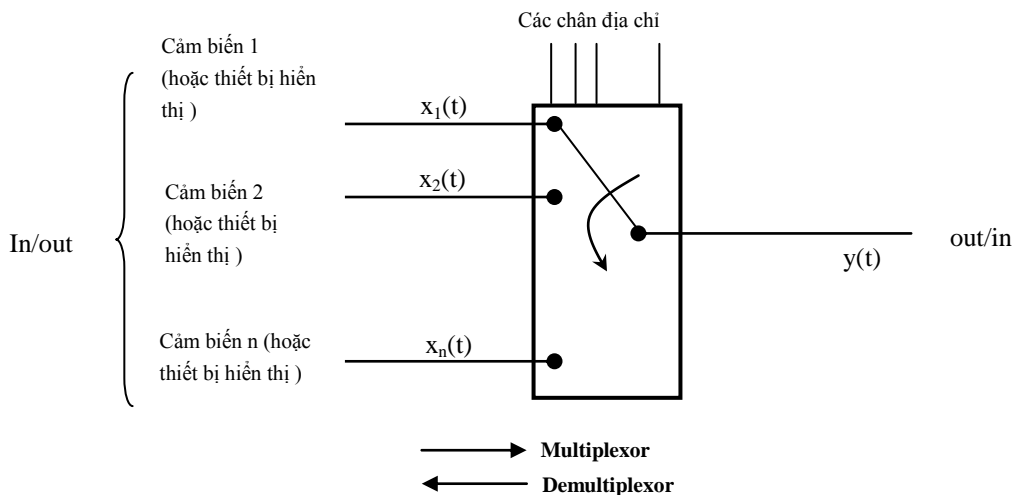 Các chân địa chỉ
Cảm biến 1
(hoặc thiết bị hiển
thị )
x1(t)
Cảm biến 2
(hoặc thiết bị
hiển thị )
x2(t)
In/out
out/in
y(t)
Cảm biến n (hoặc
thiết bị hiển thị )
xn(t)
Multiplexor
Demultiplexor